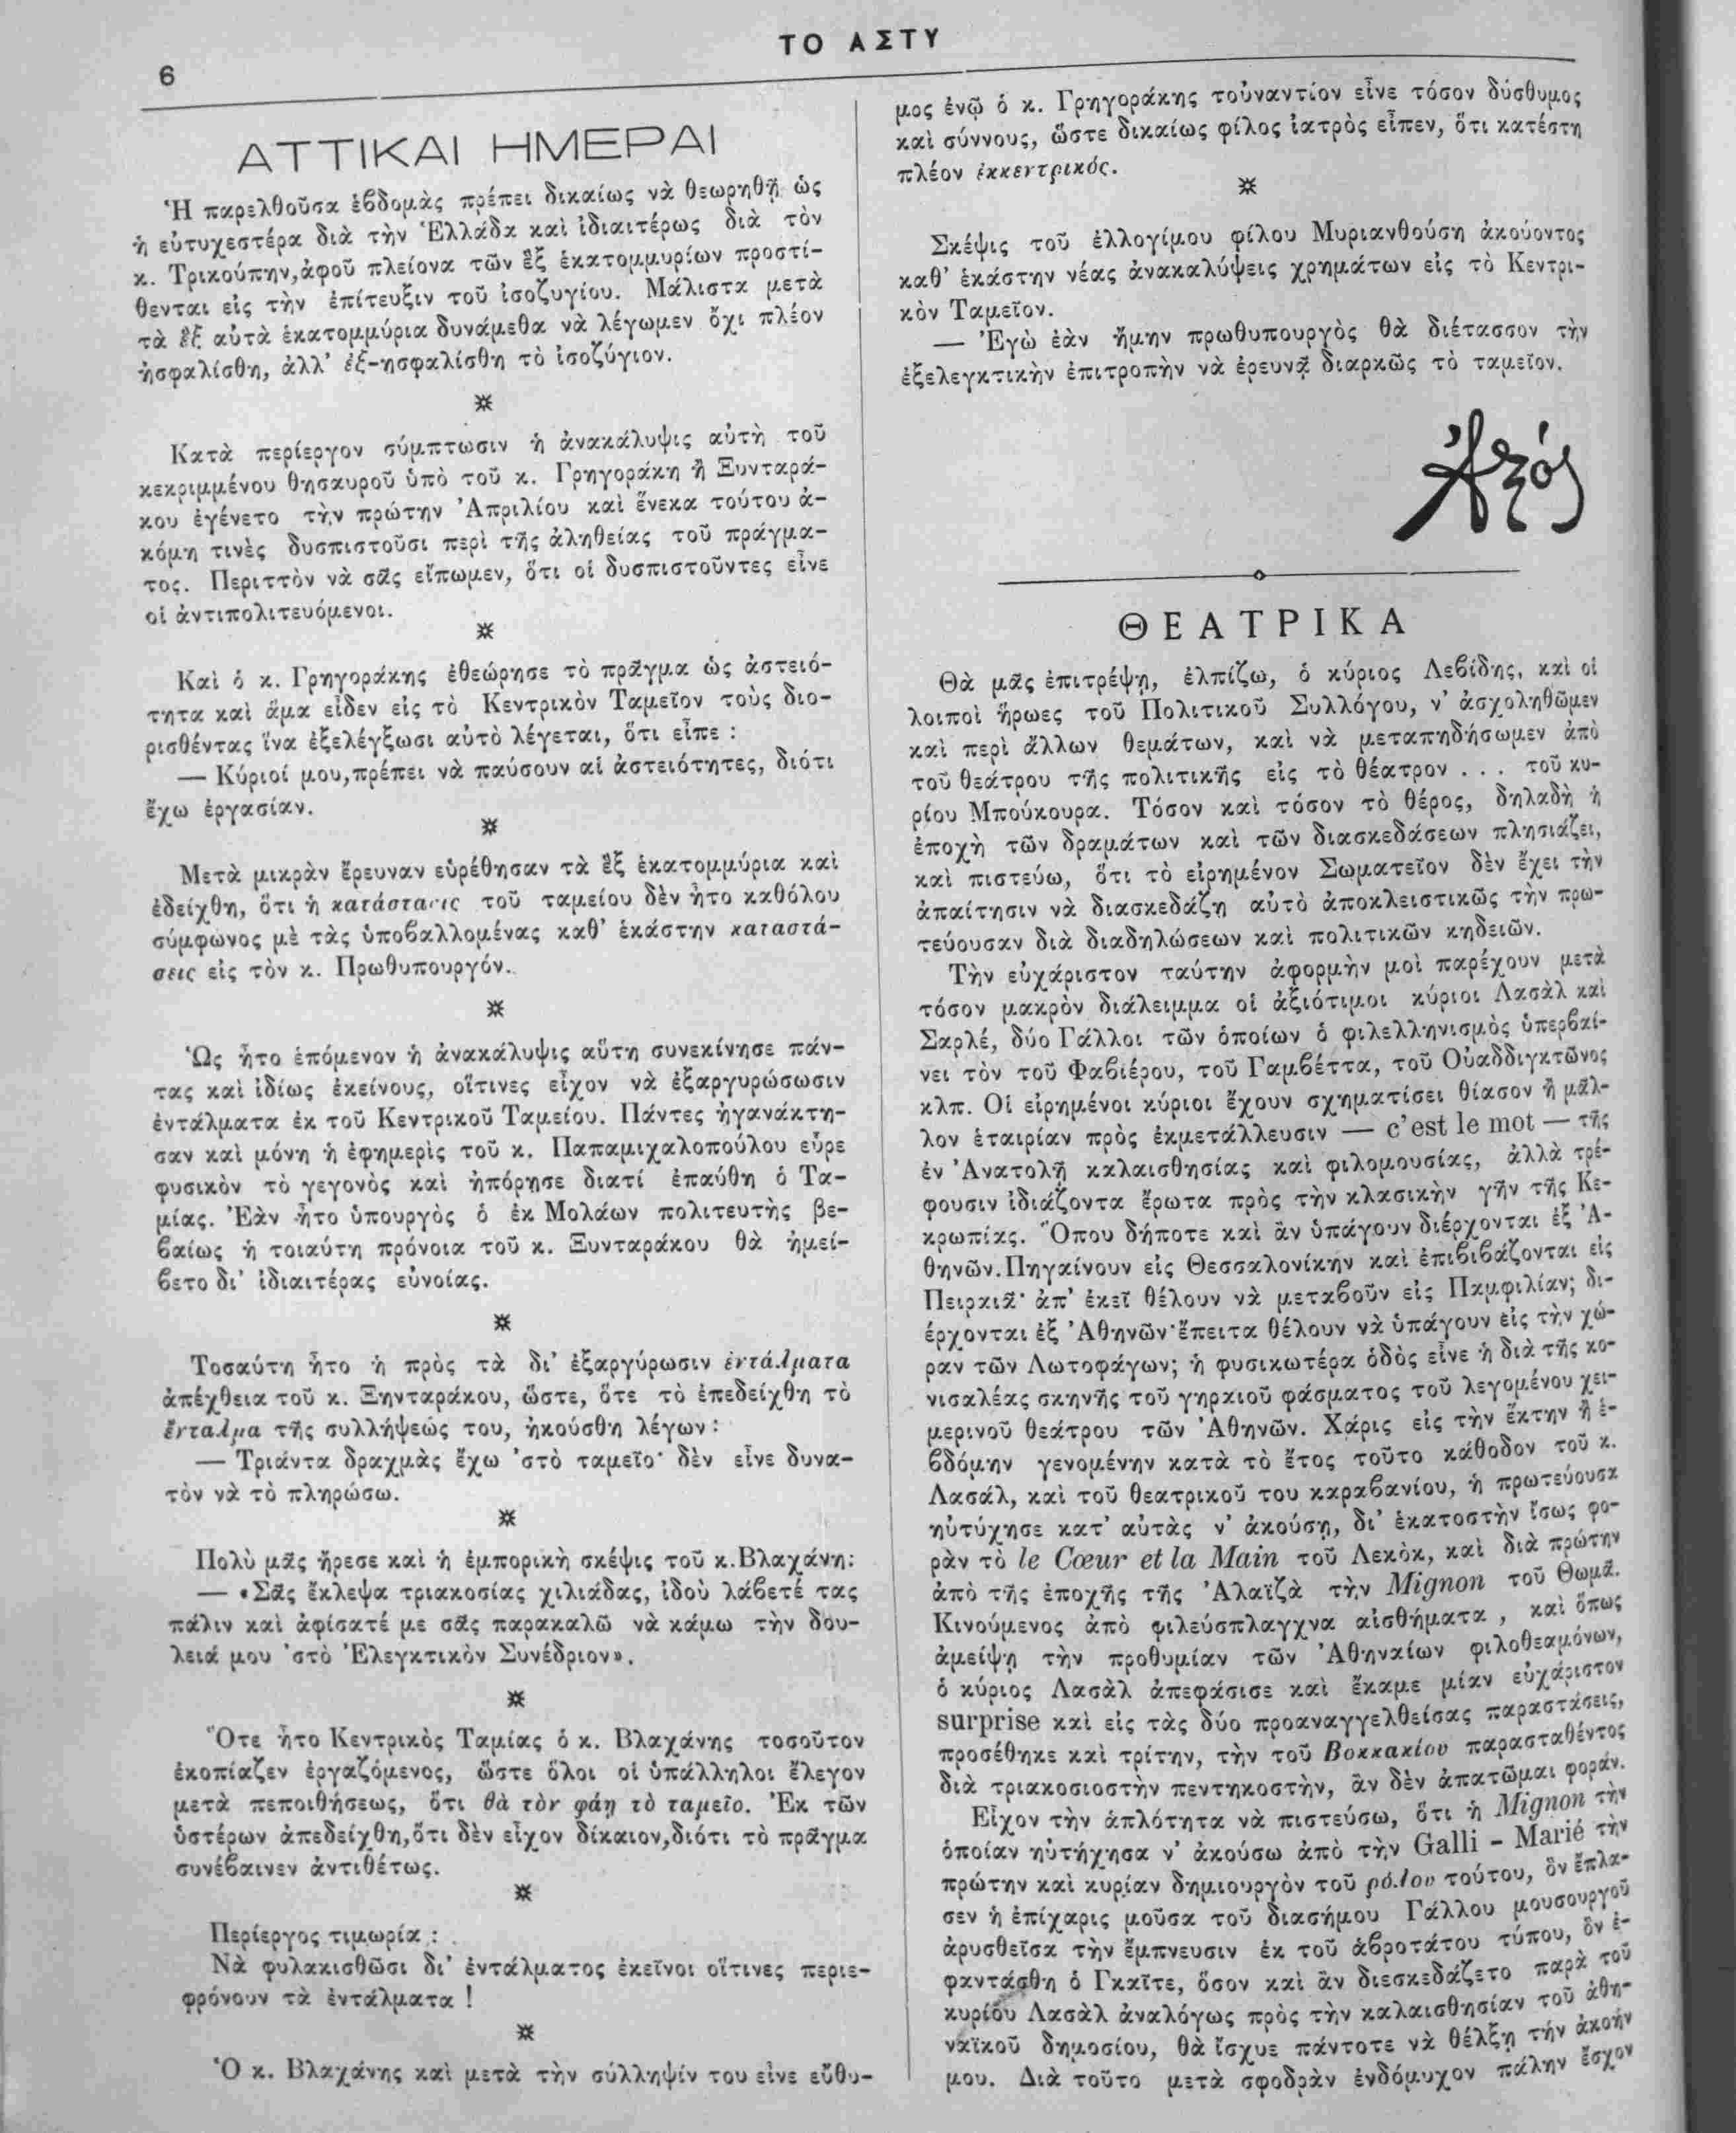 6
ΤΟ ΑΣΤΥ
ΑΤΤΙΚΑΙ ΗΜΕΡΑΙ
Ἡ παρελθοῦσα ἑβδομὰς πρέπει δικαίως νὰ θεωρηθῇ ὡς
ἡ εὐτυχεστέρα διὰ τὴν Ἑλλάδα καὶ ἰδιαιτέρως διὰ τὸν
κ. Τρικούπην, ἀφοῦ πλείονα τῶν ἓξ ἑκατομμυρίων προστί-
θενται εἰς τὴν ἐπίτευξιν τοῦ ἰσοζυγίου. Μάλιστα μετὰ
τὰ ἓξ αὐτὰ ἑκατομμύρια δυνάμεθα νὰ λέγωμεν ὄχι πλέον
ἠσφαλίσθη, ἀλλ' ἐξ-ησφαλίσθη τὸ ἰσοζύγιον.
Κατὰ περίεργον σύμπτωσιν ἡ ἀνακάλυψις αὐτὴ τοῦ
κεκριμμένου θησαυροῦ ὑπὸ τοῦ κ. Γρηγοράκη ἢ Ξυνταρά-
κου ἐγένετο τὴν πρώτην Ἀπριλίου καὶ ἕνεκα τούτου ἀ-
κόμη τινὲς δυσπιστοῦσι περὶ τῆς ἀληθείας τοῦ πράγμα-
τος. Περιττὸν νὰ σᾶς εἴπωμεν, ὅτι οἱ δυσπιστοῦντες εἶνε
οἱ ἀντιπολιτευόμενοι.
Καὶ ὁ κ. Γρηγοράκης ἐθεώρησε τὸ πρᾶγμα ὡς ἀστειό-
τητα καὶ ἅμα εἶδεν εἰς τὸ Κεντρικὸν Ταμεῖον τοὺς διο-
ρισθέντας ἵνα ἐξελέγξωσι αὐτὸ λέγεται, ὅτι εἶπε :
— Κύριοί μου, πρέπει νὰ παύσουν αἱ ἀστειότητες, διότι
ἔχω ἐργασίαν.
Μετὰ μικρὰν ἔρευναν εὑρέθησαν τὰ ἓξ ἑκατομμύρια καὶ
ἐδείχθη, ὅτι ἡ κατάστασις τοῦ ταμείου δὲν ἦτο καθόλου
σύμφωνος μὲ τὰς ὑποβαλλομένας καθ' ἑκάστην καταστά-
σεις εἰς τὸν κ. Πρωθυπουργόν.
Ὡς ἦτο ἑπόμενον ἡ ἀνακάλυψις αὕτη συνεκίνησε πάν-
τας καὶ ἰδίως ἐκείνους, οἵτινες εἶχον νὰ ἐξαργυρώσωσιν
ἐντάλματα ἐκ τοῦ Κεντρικοῦ Ταμείου. Πάντες ἠγανάκτη-
σαν καὶ μόνη ἡ ἐφημερὶς τοῦ κ. Παπαμιχαλοπούλου εὗρε
φυσικὸν τὸ γεγονὸς καὶ ἠπόρησε διατί ἐπαύθη ὁ Τα-
μίας. Ἐὰν ἦτο ὑπουργὸς ὁ ἐκ Μολάων πολιτευτὴς βε-
βαίως ἡ τοιαύτη πρόνοια τοῦ κ. Ξυνταράκου θὰ ἠμεί-
βετο δι' ἰδιαιτέρας εὐνοίας.
Τοσαύτη ἦτο ἡ πρὸς τὰ δι' ἐξαργύρωσιν ἐντάλματα
ἀπέχθεια τοῦ κ. Ξηνταράκου, ὥστε, ὅτε τὸ ἐπεδείχθη τὸ
ἔνταλμα τῆς συλλήψεώς του, ἠκούσθη λέγων :
— Τριάντα δραχμὰς ἔχω 'στὸ ταμεῖο· δὲν εἶνε δυνα-
τὸν νὰ τὸ πληρώσω.
Πολὺ μᾶς ἤρεσε καὶ ἡ ἐμπορικὴ σκέψις τοῦ κ. Βλαχάνη:
— «Σᾶς ἔκλεψα τριακοσίας χιλιάδας, ἰδοὺ λάβετέ τας
πάλιν καὶ ἀφίσατέ με σᾶς παρακαλῶ νὰ κάμω τὴν δου-
λειά μου 'στὸ Ἐλεγκτικὸν Συνέδριον».
Ὅτε ἦτο Κεντρικὸς Ταμίας ὁ κ. Βλαχάνης τοσοῦτον
ἐκοπίαζεν ἐργαζόμενος, ὥστε ὅλοι οἱ ὑπάλληλοι ἔλεγον
μετὰ πεποιθήσεως, ὅτι θὰ τὸν φάῃ τὸ ταμεῖο. Ἐκ τῶν
ὑστέρων ἀπεδείχθη, ὅτι δὲν εἶχον δίκαιον, διότι τὸ πρᾶγμα
συνέβαινεν ἀντιθέτως.
Περίεργος τιμωρία :
Νὰ φυλακισθῶσι δι' ἐντάλματος ἐκεῖνοι οἵτινες περιε-
φρόνουν τὰ ἐντάλματα !
Ὁ κ. Βλαχάνης καὶ μετὰ τὴν σύλληψίν του εἶνε εὔθυ-
μος ἐνῷ ὁ κ. Γρηγοράκης τοὐναντίον εἶνε τόσον δύσθυμος
καὶ σύννους, ὥστε δικαίως φίλος ἰατρὸς εἶπεν, ὅτι κατέστη
πλέον ἐκκεντρικός.
Σκέψις τοῦ ἐλλογίμου φίλου Μυριανθούση ἀκούοντος
καθ' ἑκάστην νέας ἀνακαλύψεις χρημάτων εἰς τὸ Κεντρι-
κὸν Ταμεῖον.
— Ἐγὼ ἐὰν ἤμην πρωθυπουργὸς θὰ διέτασσον τὴν
ἐξελεγκτικὴν ἐπιτροπὴν νὰ ἐρευνᾷ διαρκῶς τὸ ταμεῖον.
ΘΕΑΤΡΙΚΑ
Θὰ μᾶς ἐπιτρέψῃ, ἐλπίζω, ὁ κύριος Λεβίδης, καὶ οἱ
λοιποὶ ἥρωες τοῦ Πολιτικοῦ Συλλόγου, ν' ἀσχοληθῶμεν
καὶ περὶ ἄλλων θεμάτων, καὶ νὰ μεταπηδήσωμεν ἀπὸ
τοῦ θεάτρου τῆς πολιτικῆς εἰς τὸ θέατρον . . . τοῦ κυ-
ρίου Μπούκουρα. Τόσον καὶ τόσον τὸ θέρος, δηλαδὴ ἡ
ἐποχὴ τῶν δραμάτων καὶ τῶν διασκεδάσεων πλησιάζει,
καὶ πιστεύω, ὅτι τὸ εἰρημένον Σωματεῖον δὲν ἔχει τὴν
ἀπαίτησιν νὰ διασκεδάζῃ αὐτὸ ἀποκλειστικῶς τὴν πρω-
τεύουσαν διὰ διαδηλώσεων καὶ πολιτικῶν κηδειῶν.
Τὴν εὐχάριστον ταύτην ἀφορμὴν μοὶ παρέχουν μετὰ
τόσον μακρὸν διάλειμμα οἱ ἀξιότιμοι κύριοι Λασὰλ καὶ
Σαρλέ, δύο Γάλλοι τῶν ὁποίων ὁ φιλελληνισμὸς ὑπερβαί-
νει τὸν τοῦ Φαβιέρου, τοῦ Γαμβέττα, τοῦ Οὐαδδιγκτῶνος
κλπ. Οἱ εἰρημένοι κύριοι ἔχουν σχηματίσει θίασον ἢ μᾶλ-
λον ἑταιρίαν πρὸς ἐκμετάλλευσιν — c'est le mot — τῆς
ἐν Ἀνατολῇ καλαισθησίας καὶ φιλομουσίας, ἀλλὰ τρέ-
φουσιν ἰδιάζοντα ἔρωτα πρὸς τὴν κλασικὴν γῆν τῆς Κε-
κρωπίας. Ὅπου δήποτε καὶ ἂν ὑπάγουν διέρχονται ἐξ Ἀ-
θηνῶν. Πηγαίνουν εἰς Θεσσαλονίκην καὶ ἐπιβιβάζονται εἰς
Πειραιᾶ· ἀπ' ἐκεῖ θέλουν νὰ μεταβοῦν εἰς Παμφιλίαν; δι-
έρχονται ἐξ Ἀθηνῶν· ἔπειτα θέλουν νὰ ὑπάγουν εἰς τὴν χώ-
ραν τῶν Λωτοφάγων; ἡ φυσικωτέρα ὁδὸς εἶνε ἡ διὰ τῆς κο-
νισαλέας σκηνῆς τοῦ γηραιοῦ φάσματος τοῦ λεγομένου χει-
μερινοῦ θεάτρου τῶν Ἀθηνῶν. Χάρις εἰς τὴν ἕκτην ἢ ἑ-
βδόμην γενομένην κατὰ τὸ ἔτος τοῦτο κάθοδον τοῦ κ.
Λασάλ, καὶ τοῦ θεατρικοῦ του καραβανίου, ἡ πρωτεύουσα
ηὐτύχησε κατ' αὐτὰς ν' ἀκούσῃ, δι' ἑκατοστὴν ἴσως φο-
ρὰν τὸ le Cœur et la Main τοῦ Λεκὸκ, καὶ διὰ πρώτην
ἀπὸ τῆς ἐποχῆς τῆς Ἀλαϊζὰ τὴν Mignon τοῦ Θωμᾶ.
Κινούμενος ἀπὸ φιλεύσπλαγχνα αἰσθήματα , καὶ ὅπως
ἀμείψῃ τὴν προθυμίαν τῶν Ἀθηναίων φιλοθεαμόνων,
ὁ κύριος Λασὰλ ἀπεφάσισε καὶ ἔκαμε μίαν εὐχάριστον
surprise καὶ εἰς τὰς δύο προαναγγελθείσας παραστάσεις,
προσέθηκε καὶ τρίτην, τὴν τοῦ Βοκκακίου παρασταθέντος
διὰ τριακοσιοστὴν πεντηκοστὴν, ἂν δὲν ἀπατῶμαι φοράν.
Εἶχον τὴν ἁπλότητα νὰ πιστεύσω, ὅτι ἡ Mignon τὴν
ὁποίαν ηὐτήχησα ν' ἀκούσω ἀπὸ τὴν Galli - Marié τὴν
πρώτην καὶ κυρίαν δημιουργὸν τοῦ ρόλου τούτου, ὃν ἔπλα-
σεν ἡ ἐπίχαρις μοῦσα τοῦ διασήμου Γάλλου μουσουργοῦ
ἀρυσθεῖσα τὴν ἔμπνευσιν ἐκ τοῦ ἁβροτάτου τύπου, ὃν ἐ-
φαντάσθη ὁ Γκαῖτε, ὅσον καὶ ἂν διεσκεδάζετο παρὰ τοῦ
κυρίου Λασὰλ ἀναλόγως πρὸς τὴν καλαισθησίαν τοῦ ἀθη-
ναϊκοῦ δημοσίου, θὰ ἴσχυε πάντοτε νὰ θέλξῃ τήν ἀκοήν
μου. Διὰ τοῦτο μετὰ σφοδρὰν ἐνδόμυχον πάλην ἔσχον